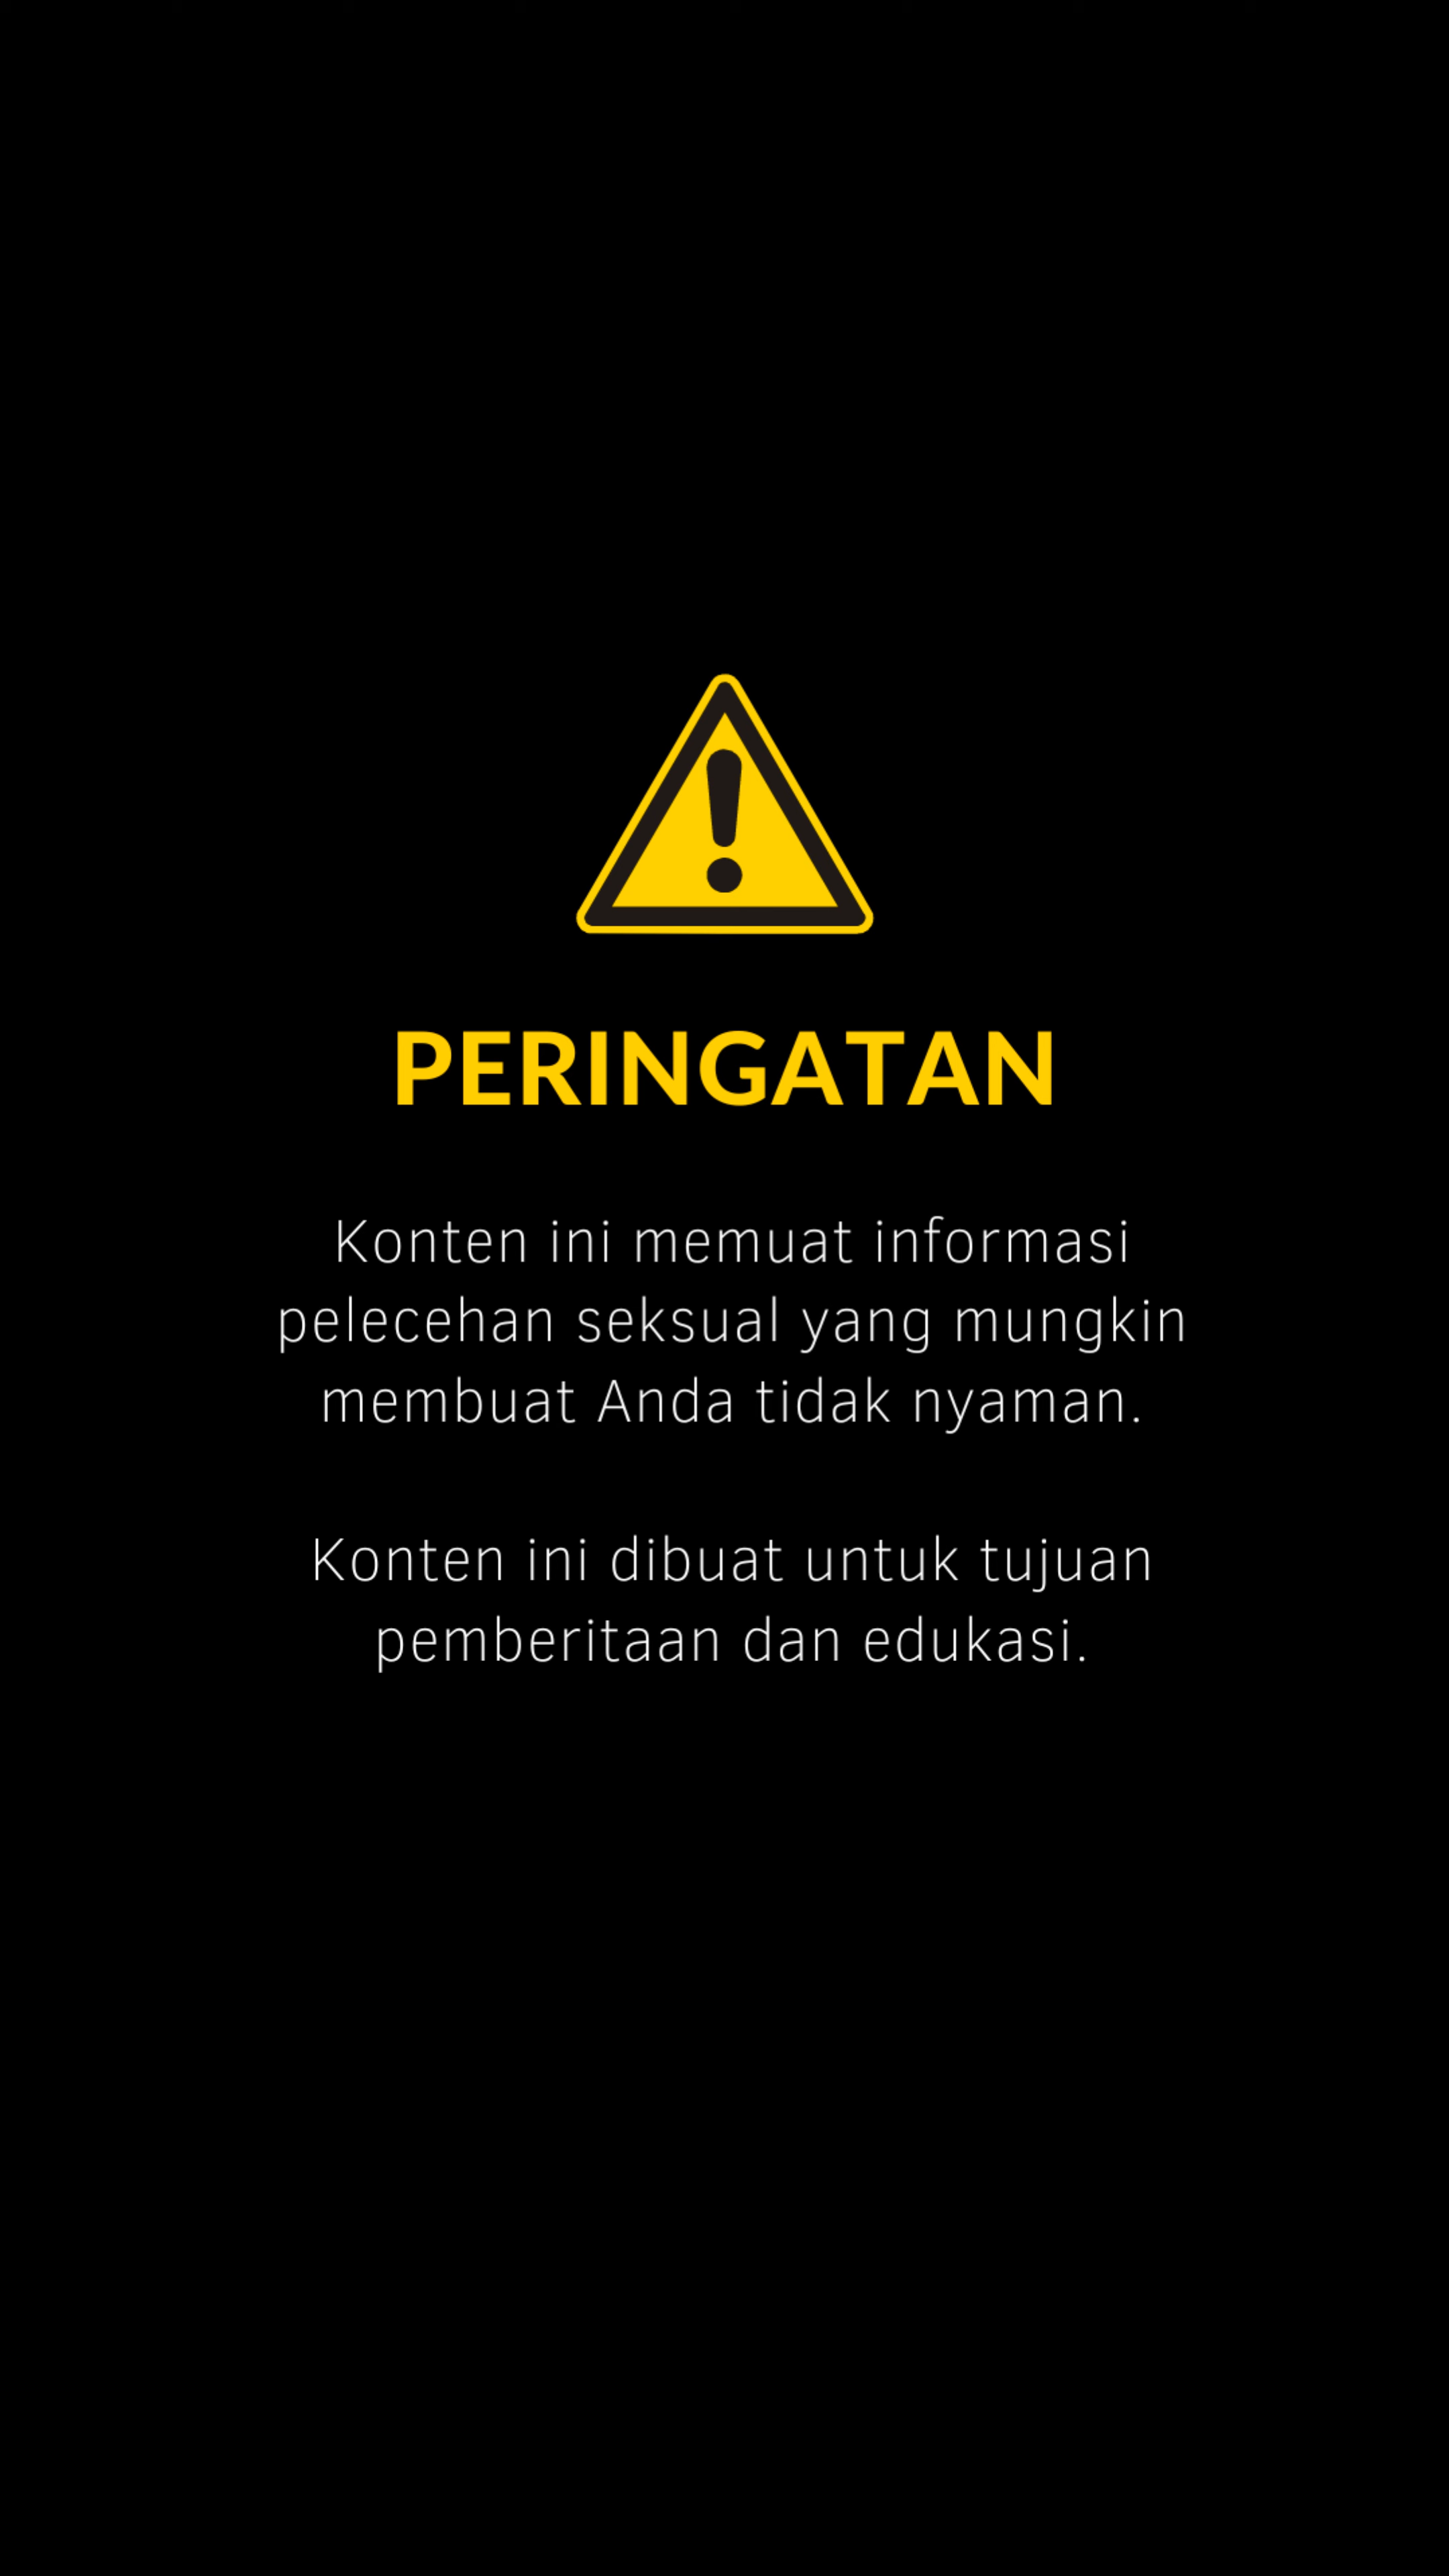 PERINGATAN
Konten ini memuat informasi
pelecehan seksual yang mungkin
membuat Anda tidak nyaman.
Konten ini dibuat untuk tujuan
pemberitaan dan edukasi.